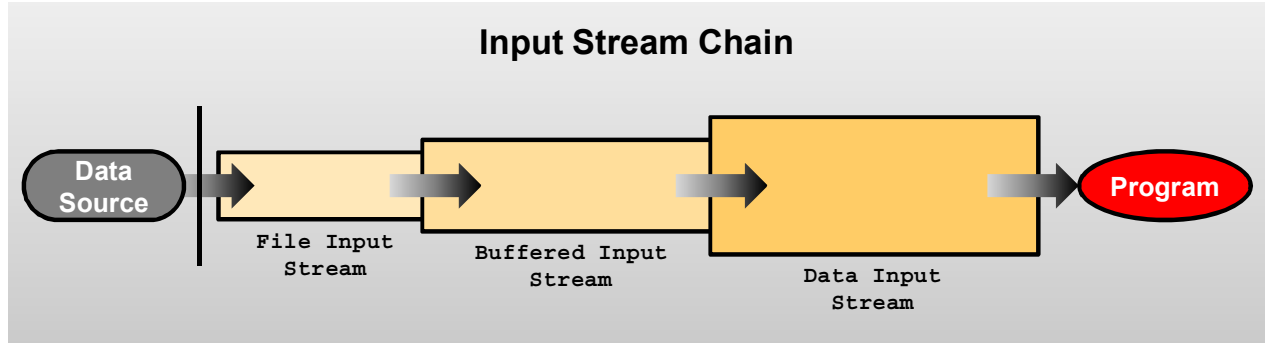 Input Stream Chain
Data
Source
File Input
Stream
Buffered Input
Stream
Data Input
Stream
Program